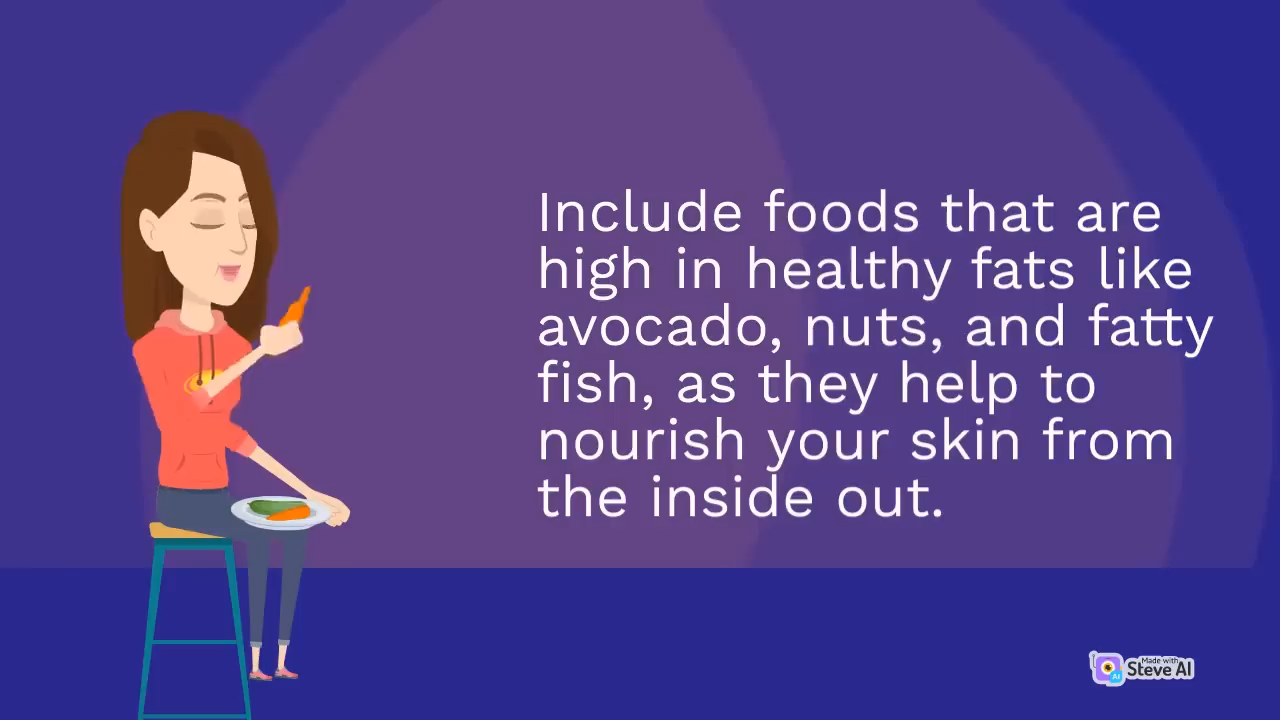 Include foods that are
high in healthy fats like
avocado, nuts, and fatty
fish, as they help to
nourish your skin from
the inside out.
Made with
Steve AI
AI